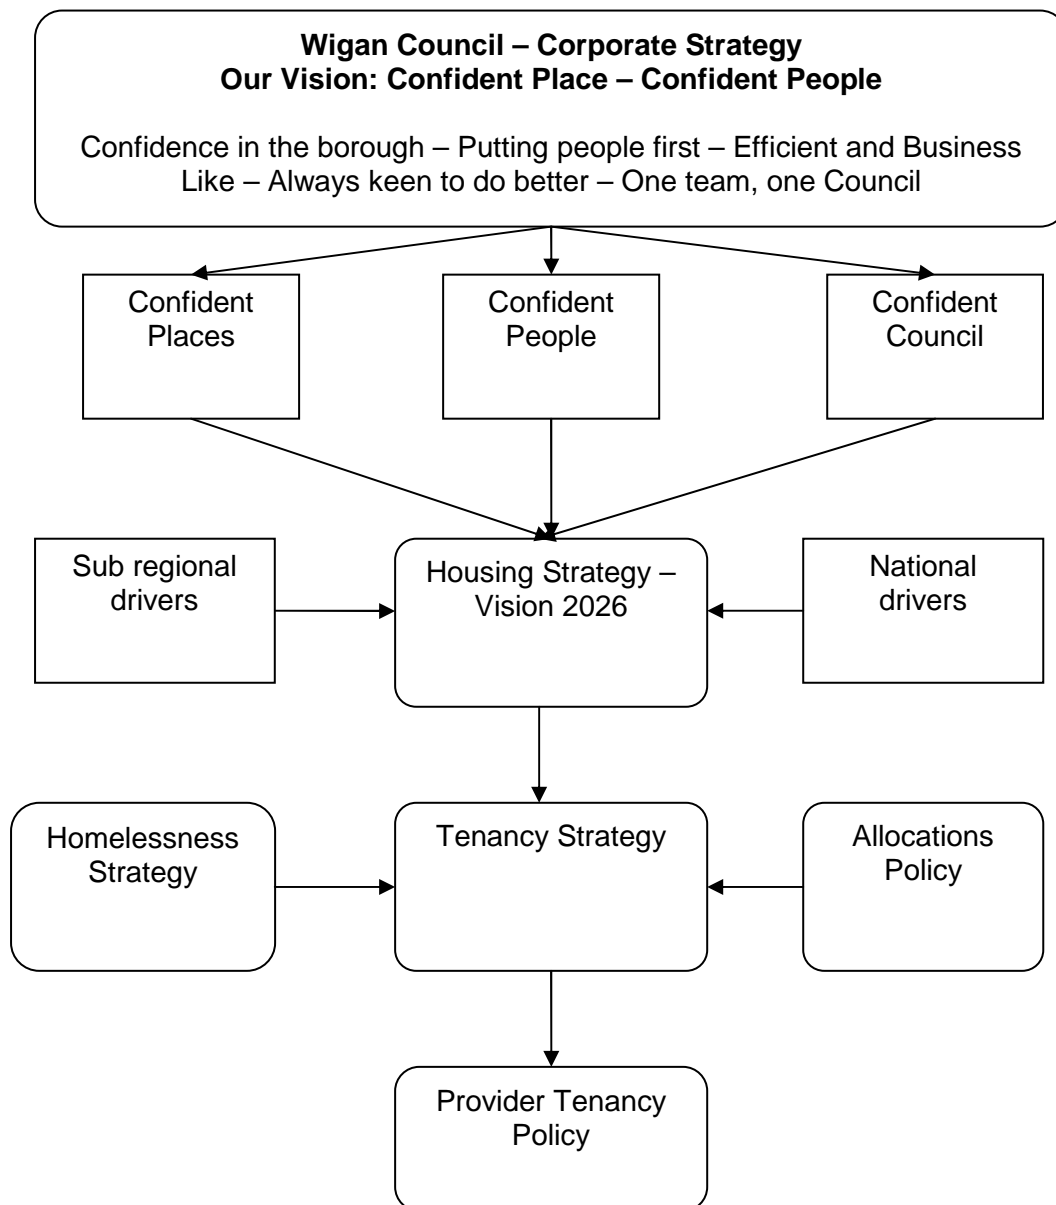 Wigan Council – Corporate Strategy
Our Vision: Confident Place – Confident People
Confidence in the borough – Putting people first – Efficient and Business
Like – Always keen to do better – One team, one Council
Confident
Places
Confident
People
Confident
Council
Sub regional
drivers
Housing Strategy –
Vision 2026
National
drivers
Homelessness
Strategy
Tenancy Strategy
Allocations
Policy
Provider Tenancy
Policy